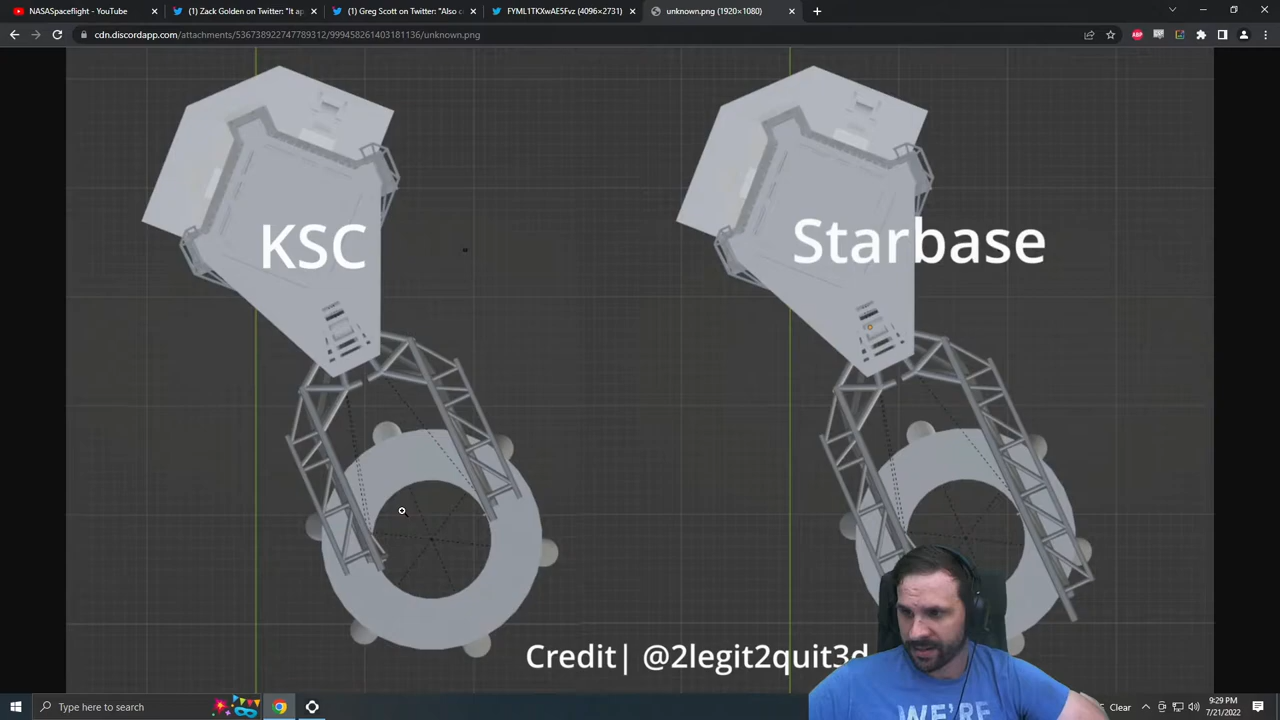 NASASpaceflight - YouTube
(1) Zack Golden on Twitter: "It ap
(1) Greg Scott on Twitter: "Also c
FYML1TKXwAE5Fvz (4096×2731)
unknown.png (1920×1080)
cdn.discordapp.com/attachments/536738922747789312/999458261403181136/unknown.png
ABP
KSC
Starbase
Credit| @2legit2quit3d
WE'RE
Type here to search
Clear
9:29 PM
7/21/2022